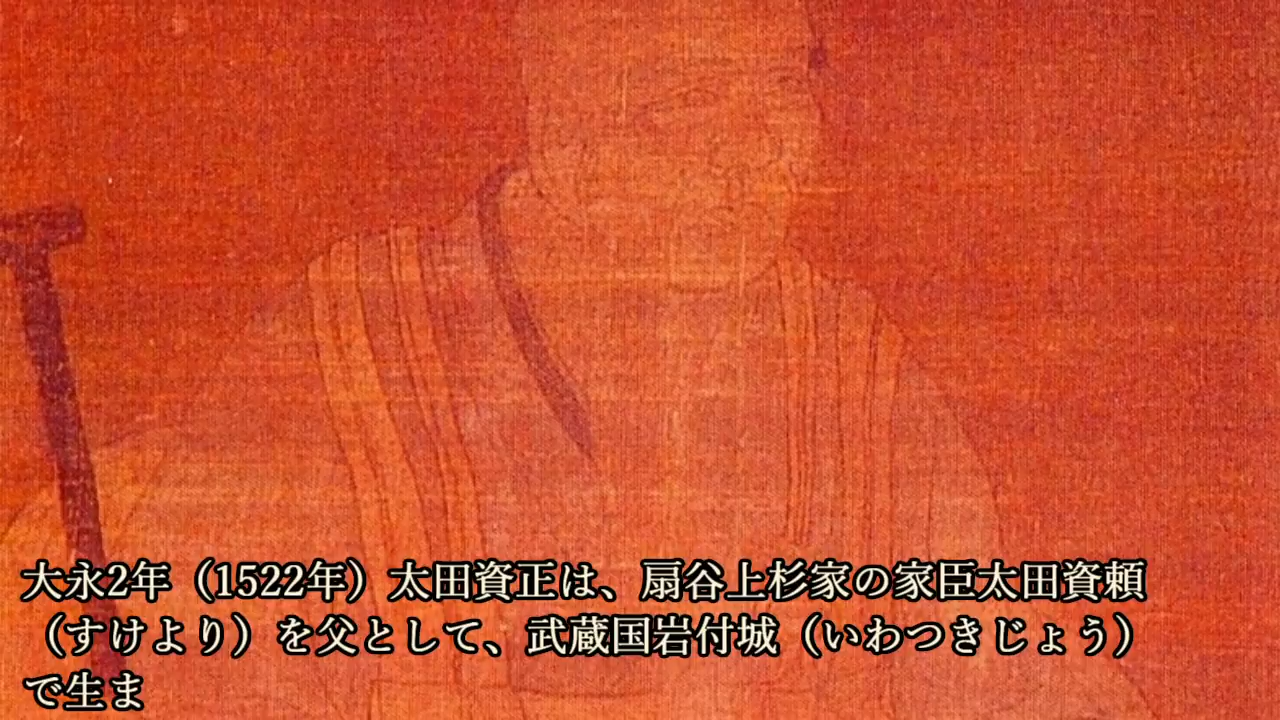 大永2年（1522年）太田資正は、扇谷上杉家の家臣太田資頼
（すけより）を父として、武蔵国岩付城（いわつきじょう）
で生ま